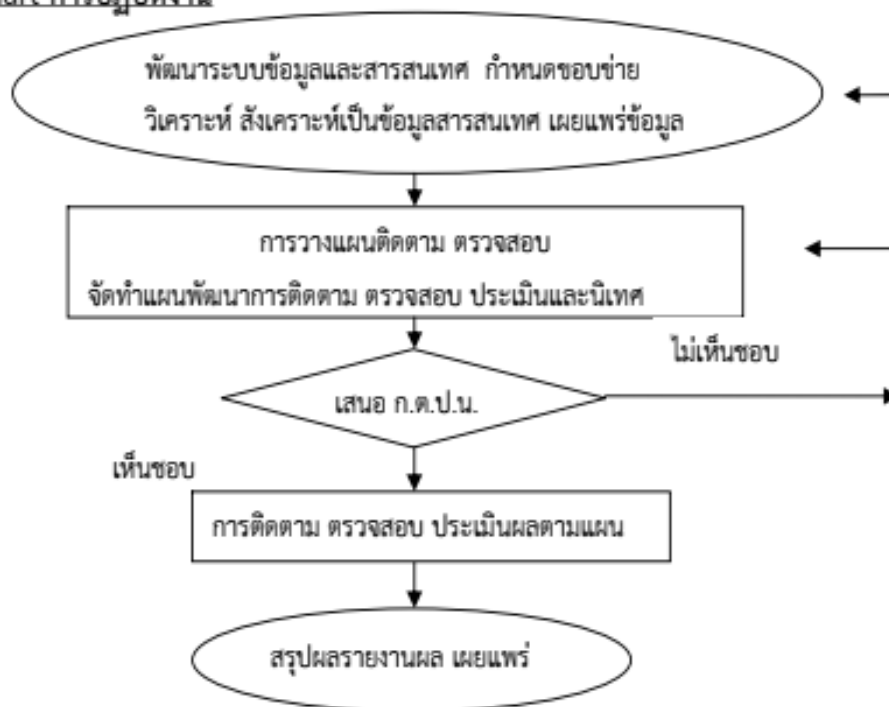 การปฏิบัติงาน
พัฒนาระบบข้อมูลและสารสนเทศ กำหนดขอบข่าย
วิเคราะห์ สังเคราะห์เป็นข้อมูลสารสนเทศ เผยแพร่ข้อมูล
การวางแผนติดตาม ตรวจสอบ
จัดทำแผนพัฒนาการติดตาม ตรวจสอบ ประเมินและนิเทศ
ไม่เห็นชอบ
เสนอ ก.ต.ป.น.
เห็นชอบ
การติดตาม ตรวจสอบ ประเมินผลตามแผน
สรุปผลรายงานผล เผยแพร่